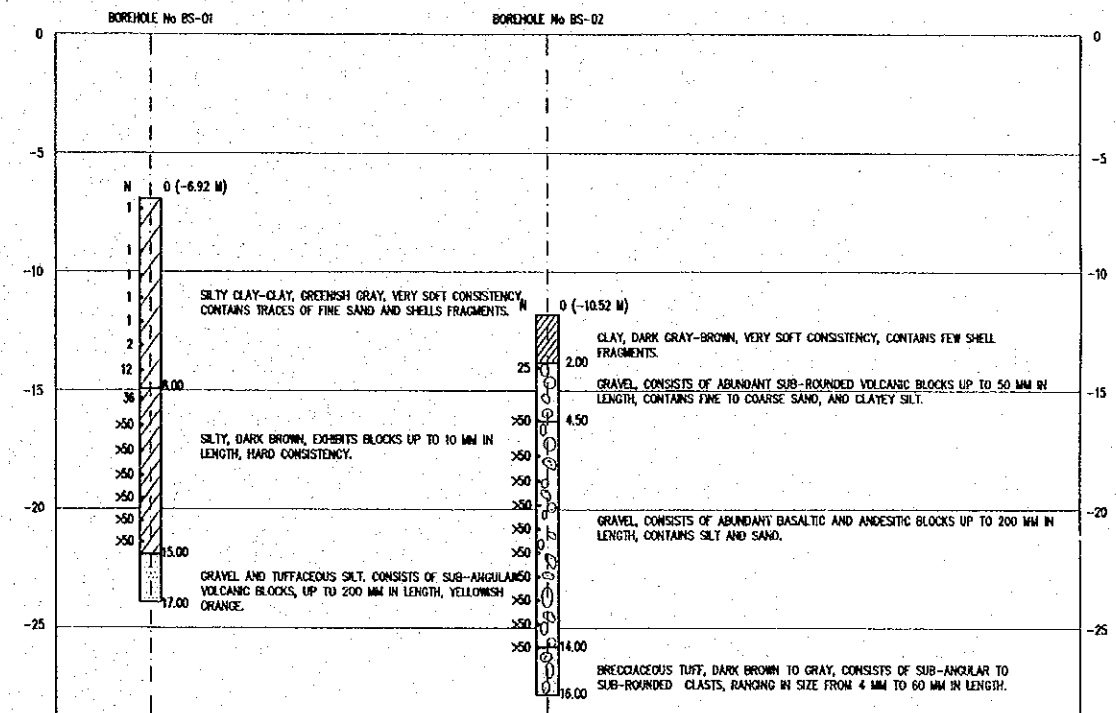 BOREHOLE No BS-01
BOREHOLE No BS-02
0
0
-5
-5
N 0 (-6.92 M)
1
1
-10
1
-10
1
SILTY CLAY-CLAY, GREENISH GRAY, VERY SOFT CONSISTENCY,
CONTAINS TRACES OF FINE SAND AND SHELLS FRAGMENTS.
N 0 (-10.52 M)
1
2
CLAY, DARK GRAY-BROWN, VERY SOFT CONSISTENCY, CONTAINS FEW SHELL
FRAGMENTS.
12
25
2.00
8.00
-15
GRAVEL, CONSISTS OF ABUNDANT SUB-ROUNDED VOLCANIC BLOCKS UP TO 50 MM IN
LENGTH, CONTAINS FINE TO COARSE SAND, AND CLAYEY SILT.
-15
36
>50
>50
4.50
SILTY, DARK BROWN, EXHIBITS BLOCKS UP TO 10 MM IN
LENGTH, HARD CONSISTENCY.
>50
>50
>50
>50
>50
>50
-20
>50
>50
GRAVEL, CONSISTS OF ABUNDANT BASALTIC AND ANDESITIC BLOCKS UP TO 200 MM IN
LENGTH, CONTAINS SILT AND SAND.
-20
>50
>50
15.00
GRAVEL AND TUFFACEOUS SILT, CONSISTS OF SUB-ANGULAR
VOLCANIC BLOCKS, UP TO 200 MM IN LENGTH, YELLOWISH
ORANGE.
>50
17.00
>50
-25
>50
-25
>50
14.00
BRECCIACEOUS TUFF, DARK BROWN TO GRAY, CONSISTS OF SUB-ANGULAR TO
SUB-ROUNDED CLASTS, RANGING IN SIZE FROM 4 MM TO 60 MM IN LENGTH.
16.00